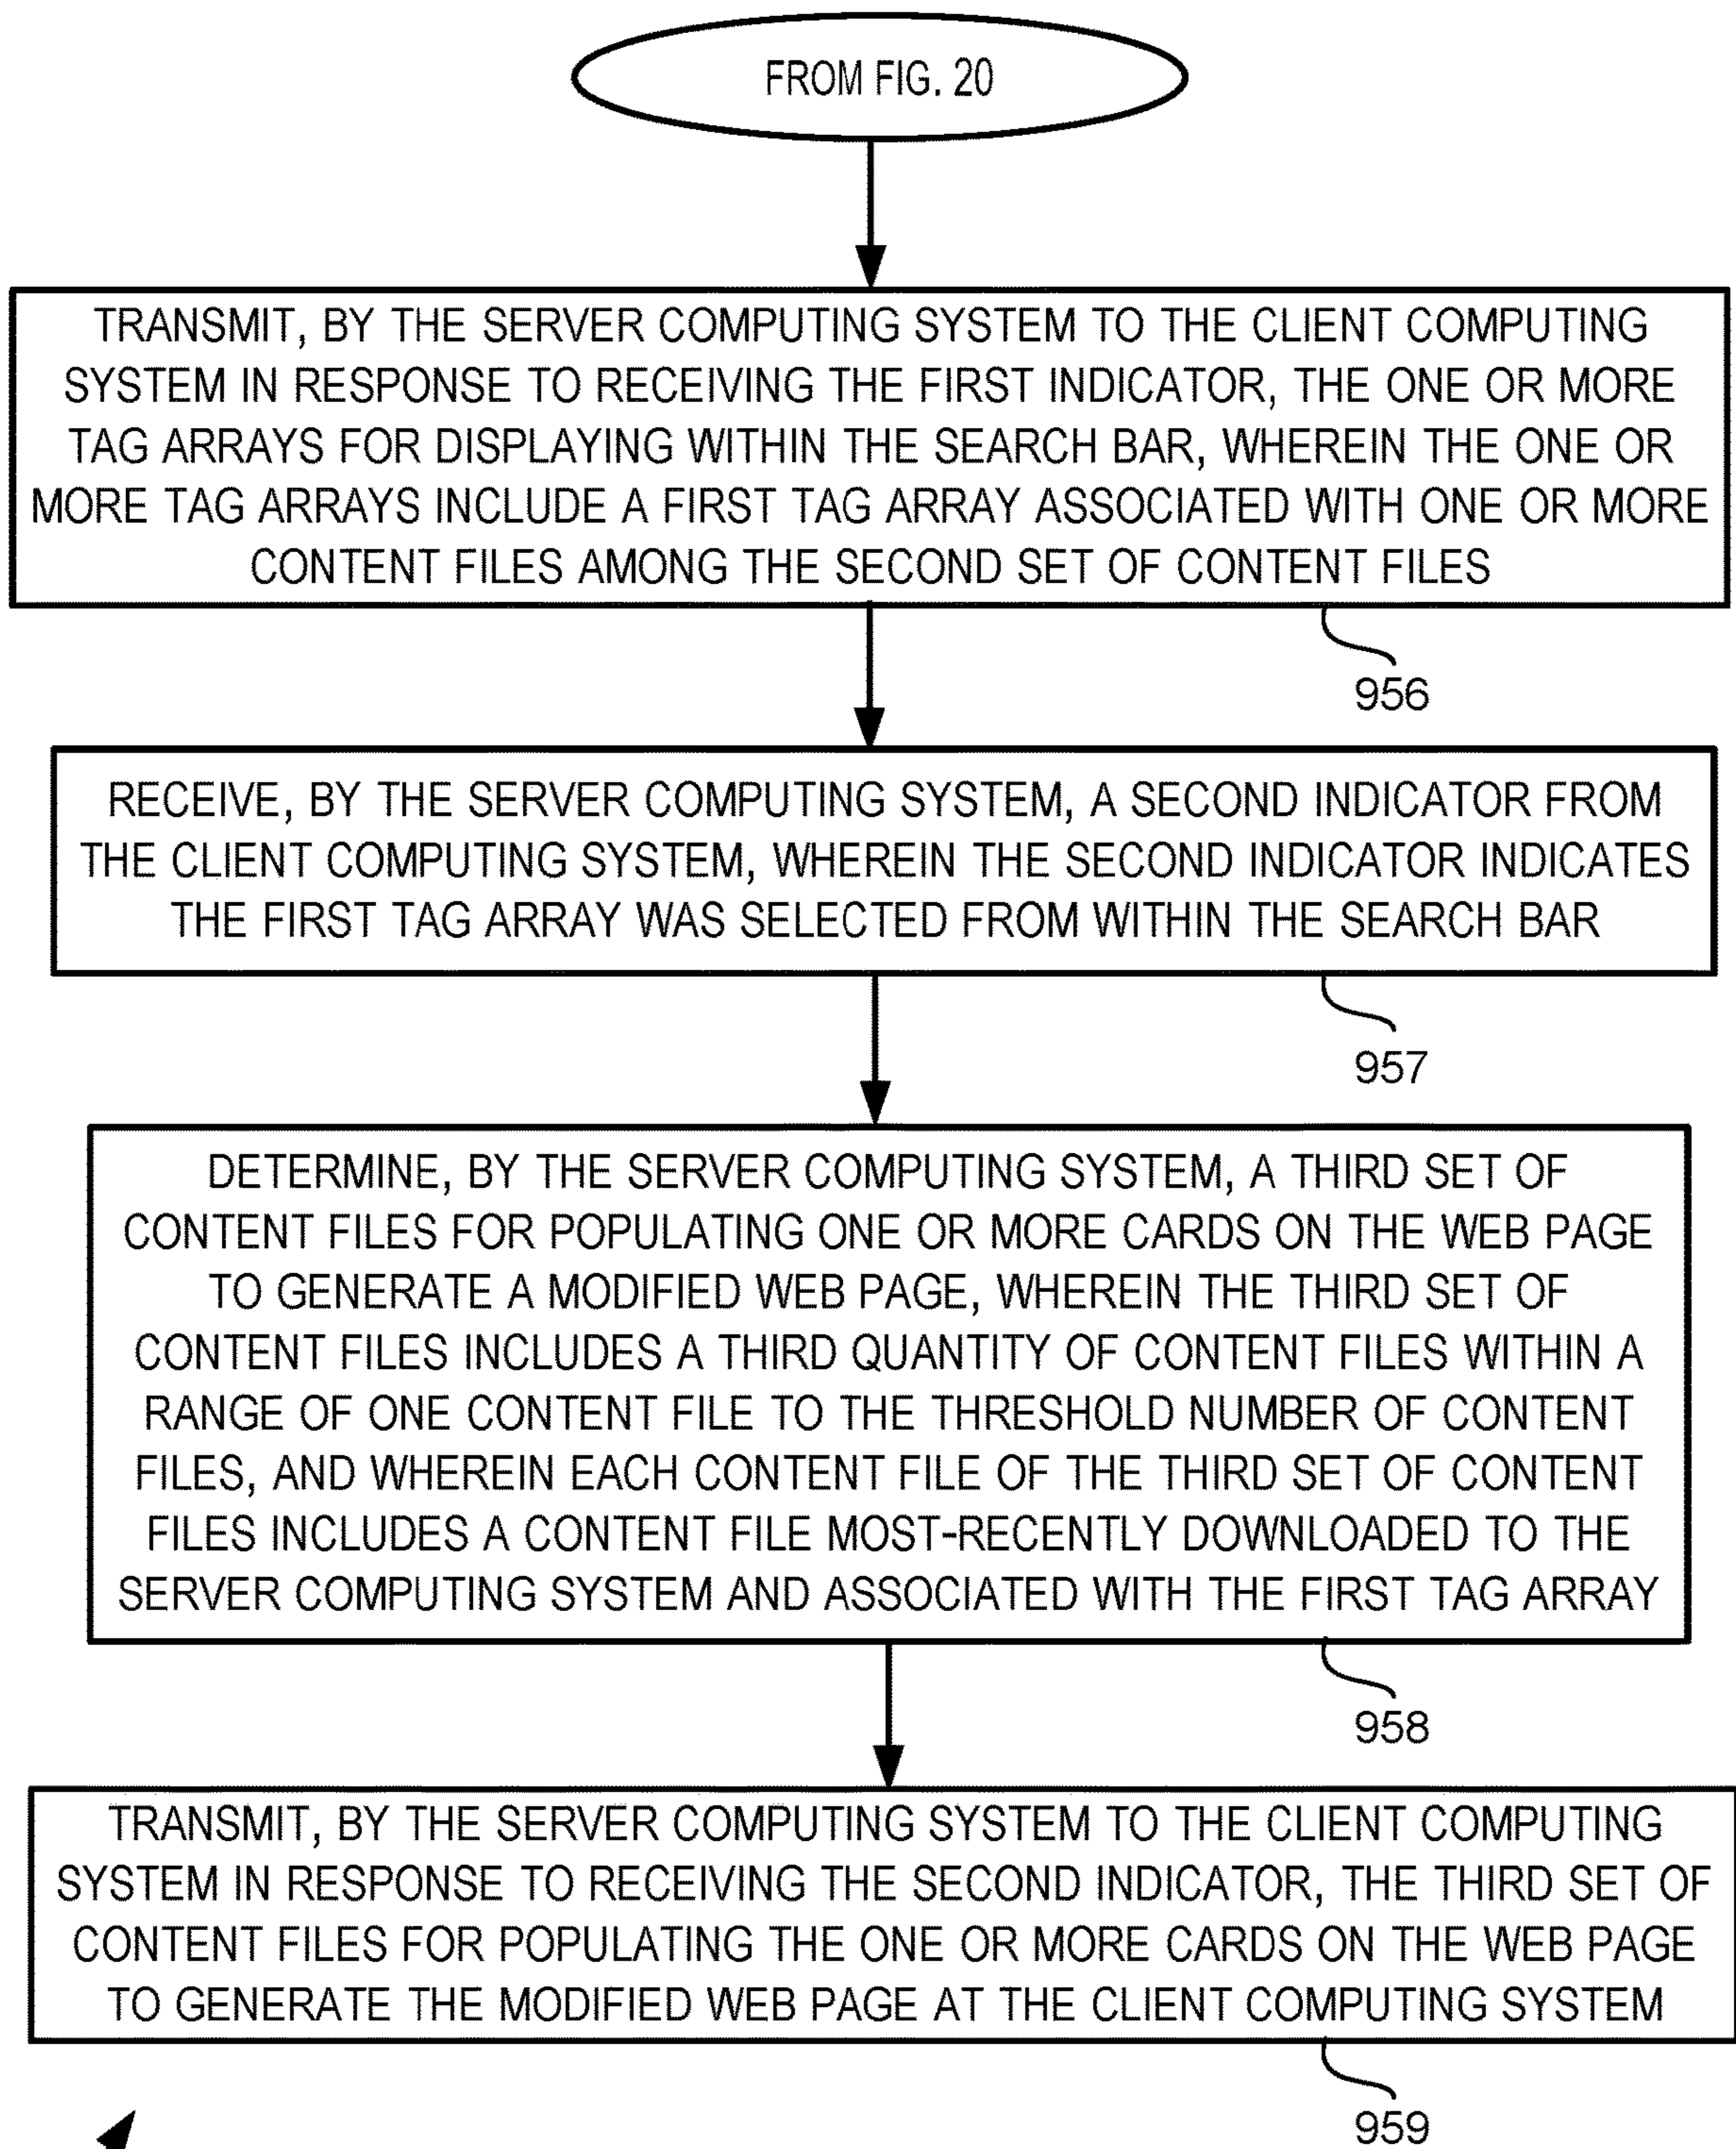 FROM FIG. 20
TRANSMIT, BY THE SERVER COMPUTING SYSTEM TO THE CLIENT COMPUTING
SYSTEM IN RESPONSE TO RECEIVING THE FIRST INDICATOR, THE ONE OR MORE
TAG ARRAYS FOR DISPLAYING WITHIN THE SEARCH BAR, WHEREIN THE ONE OR
MORE TAG ARRAYS INCLUDE A FIRST TAG ARRAY ASSOCIATED WITH ONE OR MORE
CONTENT FILES AMONG THE SECOND SET OF CONTENT FILES
956
RECEIVE, BY THE SERVER COMPUTING SYSTEM, A SECOND INDICATOR FROM
THE CLIENT COMPUTING SYSTEM, WHEREIN THE SECOND INDICATOR INDICATES
THE FIRST TAG ARRAY WAS SELECTED FROM WITHIN THE SEARCH BAR
957
DETERMINE, BY THE SERVER COMPUTING SYSTEM, A THIRD SET OF
CONTENT FILES FOR POPULATING ONE OR MORE CARDS ON THE WEB PAGE
TO GENERATE A MODIFIED WEB PAGE, WHEREIN THE THIRD SET OF
CONTENT FILES INCLUDES A THIRD QUANTITY OF CONTENT FILES WITHIN A
RANGE OF ONE CONTENT FILE TO THE THRESHOLD NUMBER OF CONTENT
FILES, AND WHEREIN EACH CONTENT FILE OF THE THIRD SET OF CONTENT
FILES INCLUDES A CONTENT FILE MOST-RECENTLY DOWNLOADED TO THE
SERVER COMPUTING SYSTEM AND ASSOCIATED WITH THE FIRST TAG ARRAY
958
TRANSMIT, BY THE SERVER COMPUTING SYSTEM TO THE CLIENT COMPUTING
SYSTEM IN RESPONSE TO RECEIVING THE SECOND INDICATOR, THE THIRD SET OF
CONTENT FILES FOR POPULATING THE ONE OR MORE CARDS ON THE WEB PAGE
TO GENERATE THE MODIFIED WEB PAGE AT THE CLIENT COMPUTING SYSTEM
959